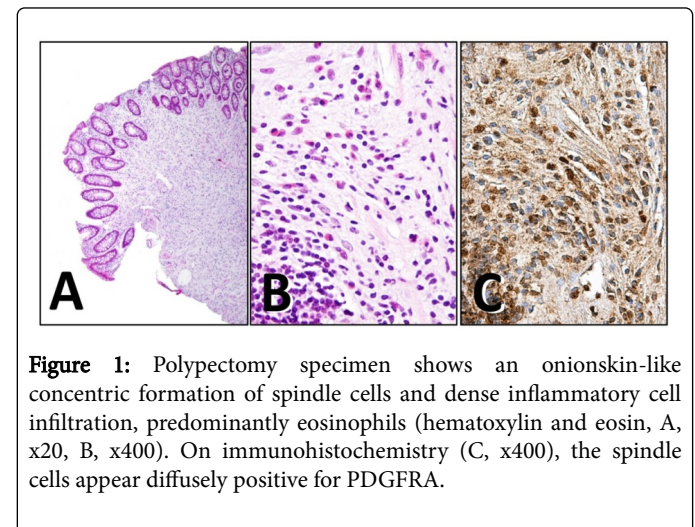 A
B
C
Figure 1: Polypectomy specimen shows an onionskin-like
concentric formation of spindle cells and dense inflammatory cell
infiltration, predominantly eosinophils (hematoxylin and eosin, A,
x20, B, x400). On immunohistochemistry (C, x400), the spindle
cells appear diffusely positive for PDGFRA.